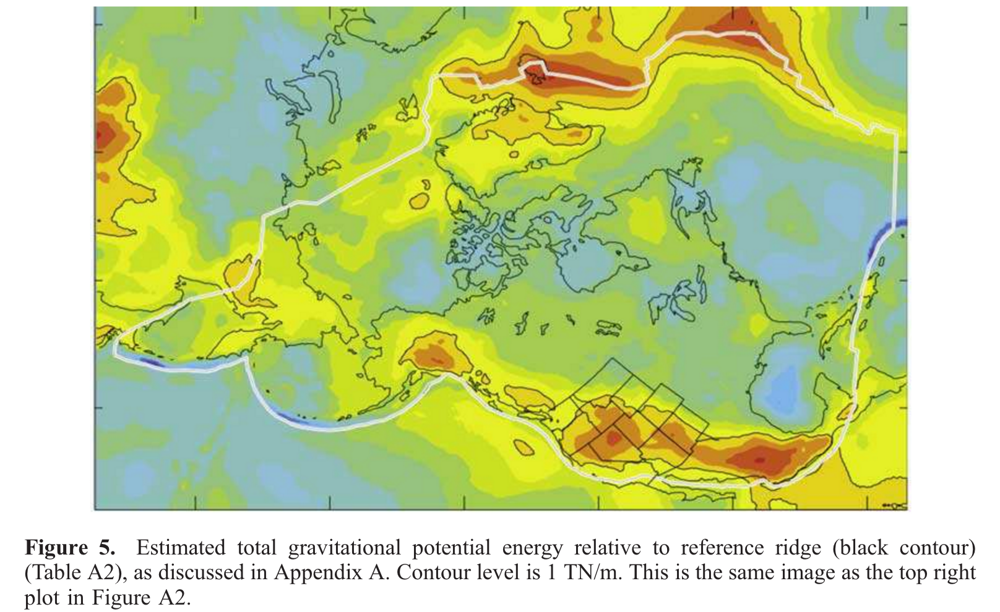 Figure 5. Estimated total gravitational potential energy relative to reference ridge (black contour)
(Table A2), as discussed in Appendix A. Contour level is 1 TN/m. This is the same image as the top right
plot in Figure A2.